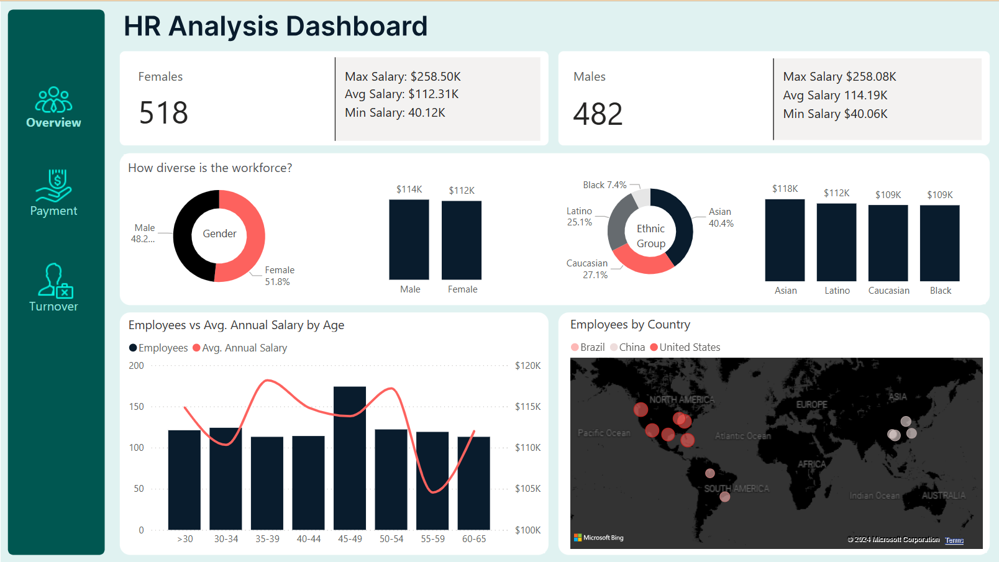 HR Analysis Dashboard
Overview
Payment
Turnover
Females
518
Max Salary: $258.50K
Avg Salary: $112.31K
Min Salary: 40.12K
Males
482
Max Salary $258.08K
Avg Salary 114.19K
Min Salary $40.06K
How diverse is the workforce?
Male
48.2...
Gender
Female
51.8%
$114K
$112K
Male
Female
Black 7.4%
Latino
25.1%
Caucasian
27.1%
Ethnic
Group
Asian
40.4%
$118K
$112K
$109K
$109K
Asian
Latino
Caucasian
Black
Employees vs Avg. Annual Salary by Age
Employees
Avg. Annual Salary
200
150
100
50
0
$120K
$115K
$110K
$105K
$100K
>30
30-34
35-39
40-44
45-49
50-54
55-59
60-65
Employees by Country
Brazil
China
United States
NORTH AMERICA
EUROPE
ASIA
Pacific Ocean
Atlantic Ocean
AFRICA
SOUTH AMERICA
Indian Ocean
AUSTRALIA
Microsoft Bing
© 2024 Microsoft Corporation
Terms